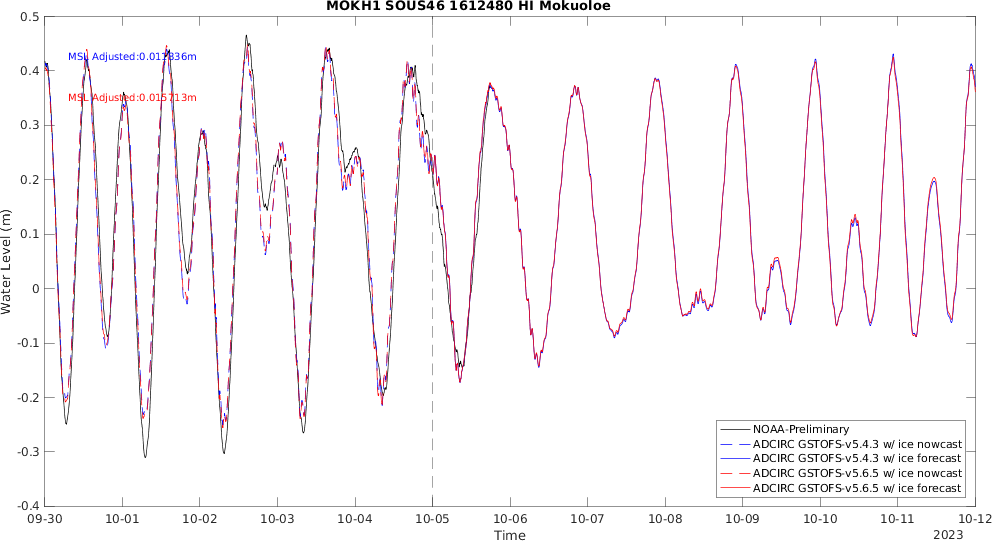 MOKH1 SOUS46 1612480 HI Mokuoloe
0.5
0.4
0.3
0.2
0.1
0
-0.1
-0.2
-0.3
-0.4
Water Level (m)
MSL Adjusted:0.011836m
MSL Adjusted:0.015713m
NOAA-Preliminary
ADCIRC GSTOFS-v5.4.3 w/ ice nowcast
ADCIRC GSTOFS-v5.4.3 w/ ice forecast
ADCIRC GSTOFS-v5.6.5 w/ ice nowcast
ADCIRC GSTOFS-v5.6.5 w/ ice forecast
09-30 10-01 10-02 10-03 10-04 10-05 10-06 10-07 10-08 10-09 10-10 10-11 10-12
Time
2023